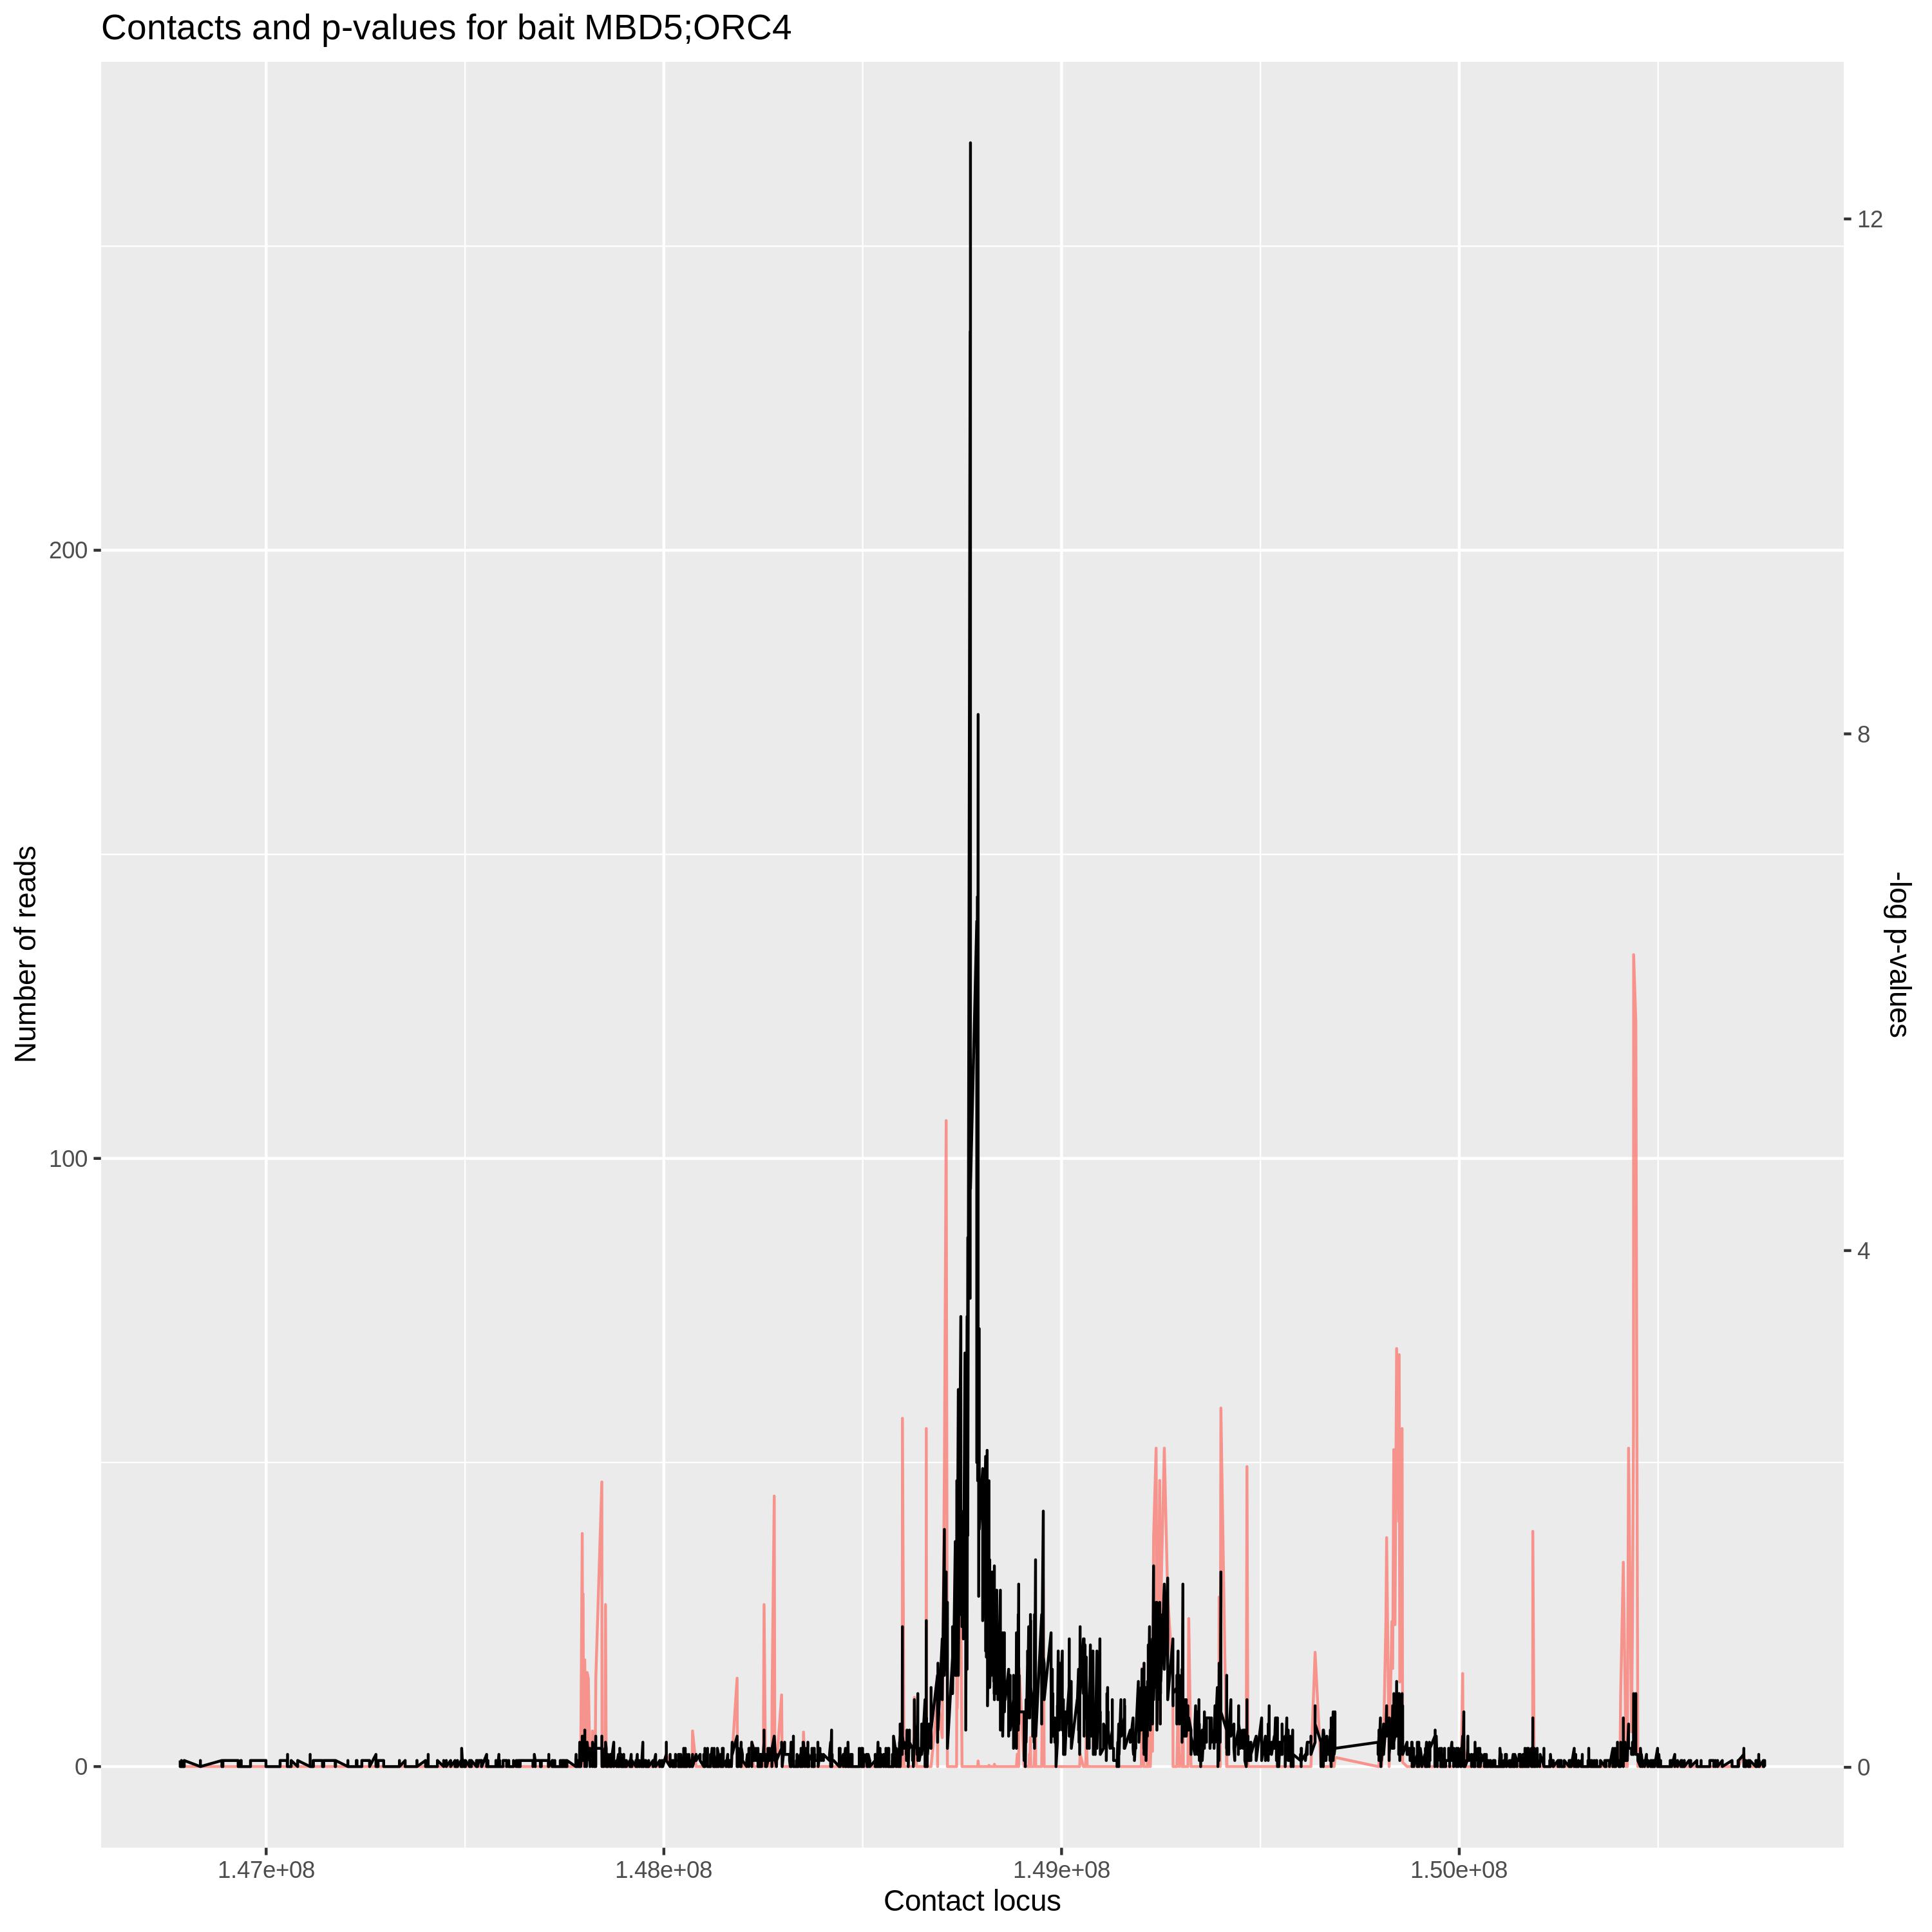 Contacts and p-values for bait MBD5;ORC4
Number of reads
200
100
0
12
8
4
0
-log p-values
1.47e+08
1.48e+08
1.49e+08
1.50e+08
Contact locus